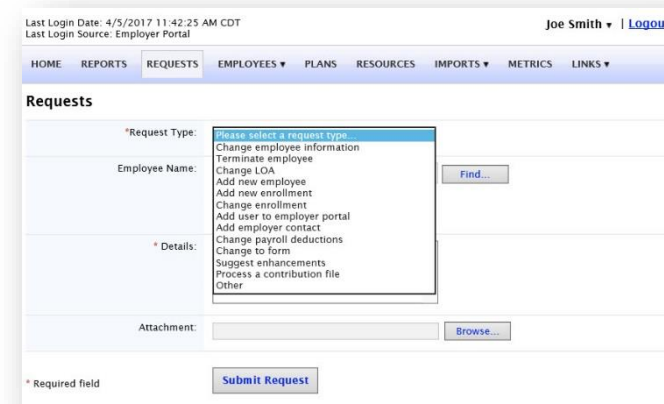 Last Login Date: 4/5/2017 11:42:25 AM CDT
Last Login Source: Employer Portal
Joe Smith ▾ | Logou
HOME REPORTS REQUESTS EMPLOYEES ▾ PLANS RESOURCES IMPORTS ▾ METRICS LINKS ▾
Requests
*Request Type:
Please select a request type...
Change employee information
Terminate employee
Change LOA
Add new employee
Add new enrollment
Change enrollment
Add user to employer portal
Add employer contact
Change payroll deductions
Change to form
Suggest enhancements
Process a contribution file
Other
Employee Name:
Find...
* Details:
Attachment:
Browse...
* Required field
Submit Request